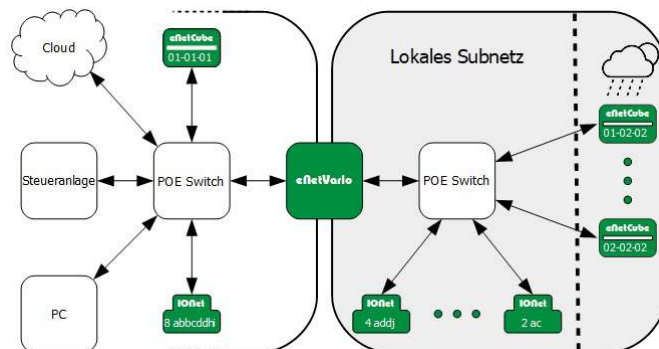 Cloud
eNetCube
01-01-01
Lokales Subnetz
eNetCube
01-02-02
Steueranlage
POE Switch
eNetVario
POE Switch
eNetCube
02-02-02
PC
IONet
8 abbcddhi
IONet
4 addj
IONet
2 ac